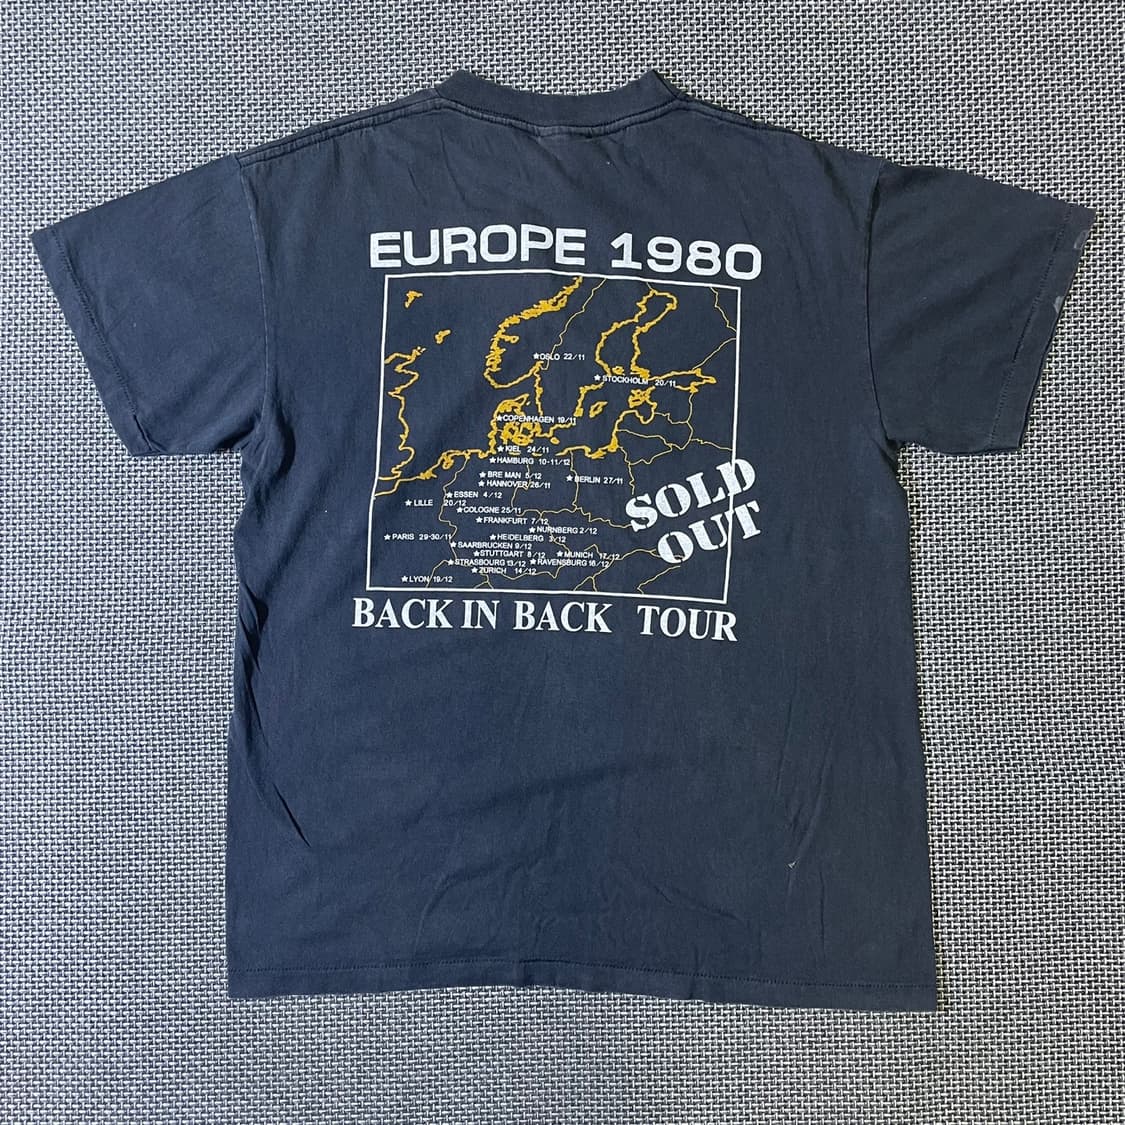 EUROPE 1980
★OSLO 22/11
★STOCKHOLM 20/11
★COPENHAGEN 19/11
★KIEL 24/11
★HAMBURG 10-11/12
★BRE MAN 5/12
★HANNOVER 26/11
★BERLIN 27/11
★ESSEN 4/12
★LILLE 20/12
★COLOGNE 25/11
★FRANKFURT 7/12
★NURNBERG 2/12
★PARIS 29-30/11
★HEIDELBERG 3/12
★SAARBRUCKEN 9/12
★STUTTGART 8/12
★MUNICH 17/12
★STRASBOURG 13/12
★RAVENSBURG 16/12
★ZURICH 14/12
★LYON 19/12
SOLD
OUT
BACK IN BACK TOUR